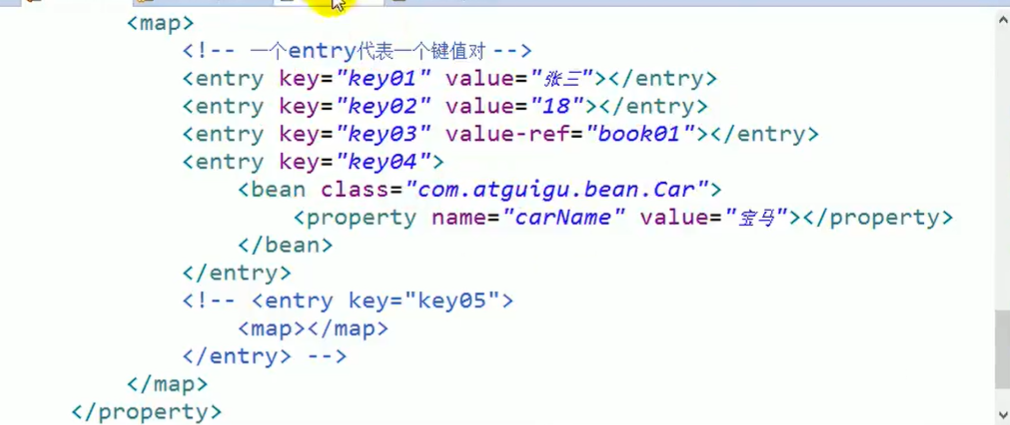 <map>
<!-- 一个entry代表一个键值对 -->
<entry key="key01" value="张三"></entry>
<entry key="key02" value="18"></entry>
<entry key="key03" value-ref="book01"></entry>
<entry key="key04">
<bean class="com.atguigu.bean.Car">
<property name="carName" value="宝马"></property>
</bean>
</entry>
<!-- <entry key="key05">
<map></map>
</entry> -->
</map>
</property>